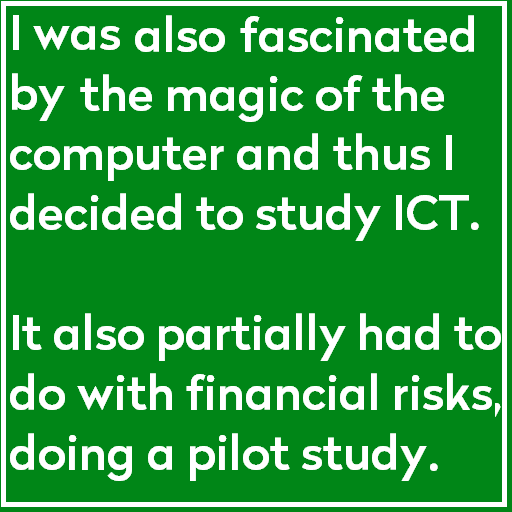 I was also fascinated
by the magic of the
computer and thus I
decided to study ICT.
It also partially had to
do with financial risks,
doing a pilot study.